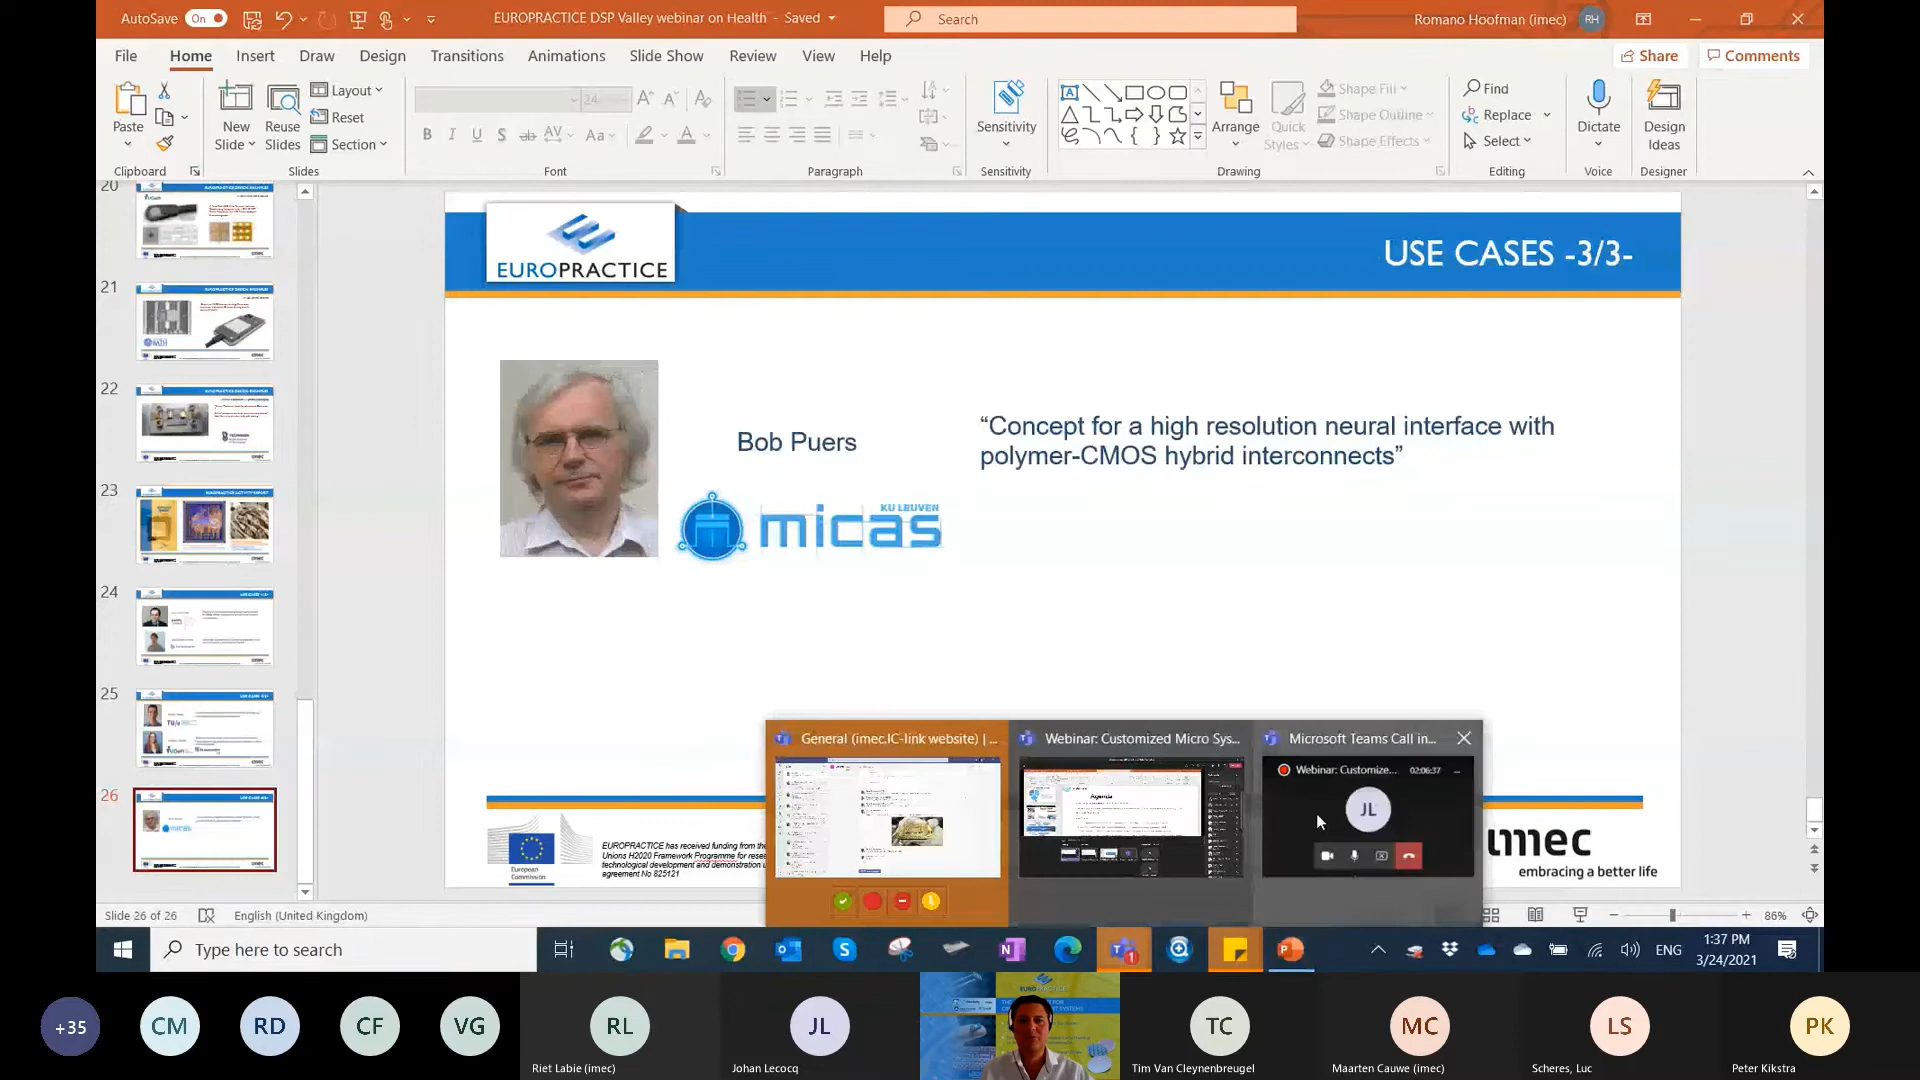 AutoSave On
EUROPRACTICE DSP Valley webinar on Health - Saved
Search
Romano Hoofman (imec) RH
File Home Insert Draw Design Transitions Animations Slide Show Review View Help
Share Comments
Paste
New Slide
Reuse Slides
Layout
Reset
Section
24
Sensitivity
Arrange
Quick Styles
Shape Fill
Shape Outline
Shape Effects
Find
Replace
Select
Dictate
Design Ideas
Clipboard Slides Font Paragraph Sensitivity Drawing Editing Voice Designer
20
21
22
23
24
25
26
EUROPRACTICE
USE CASES -3/3-
Bob Puers
“Concept for a high resolution neural interface with
polymer-CMOS hybrid interconnects”
KU LEUVEN
micas
European
Commission
EUROPRACTICE has received funding from the
Unions H2020 Framework Programme for rese
technological development and demonstration u
agreement No 825121
imec
embracing a better life
General (imec.IC-link website) | ...
Webinar: Customized Micro Sys...
Microsoft Teams Call in...
Webinar: Customize... 02:06:37
JL
Agenda
Slide 26 of 26 English (United Kingdom)
86%
Type here to search
ENG
1:37 PM
3/24/2021
+35
CM
RD
CF
VG
RL
Riet Labie (imec)
JL
Johan Lecocq
EUROPRACTICE
TC
Tim Van Cleynenbreugel
MC
Maarten Cauwe (imec)
LS
Scheres, Luc
PK
Peter Kikstra